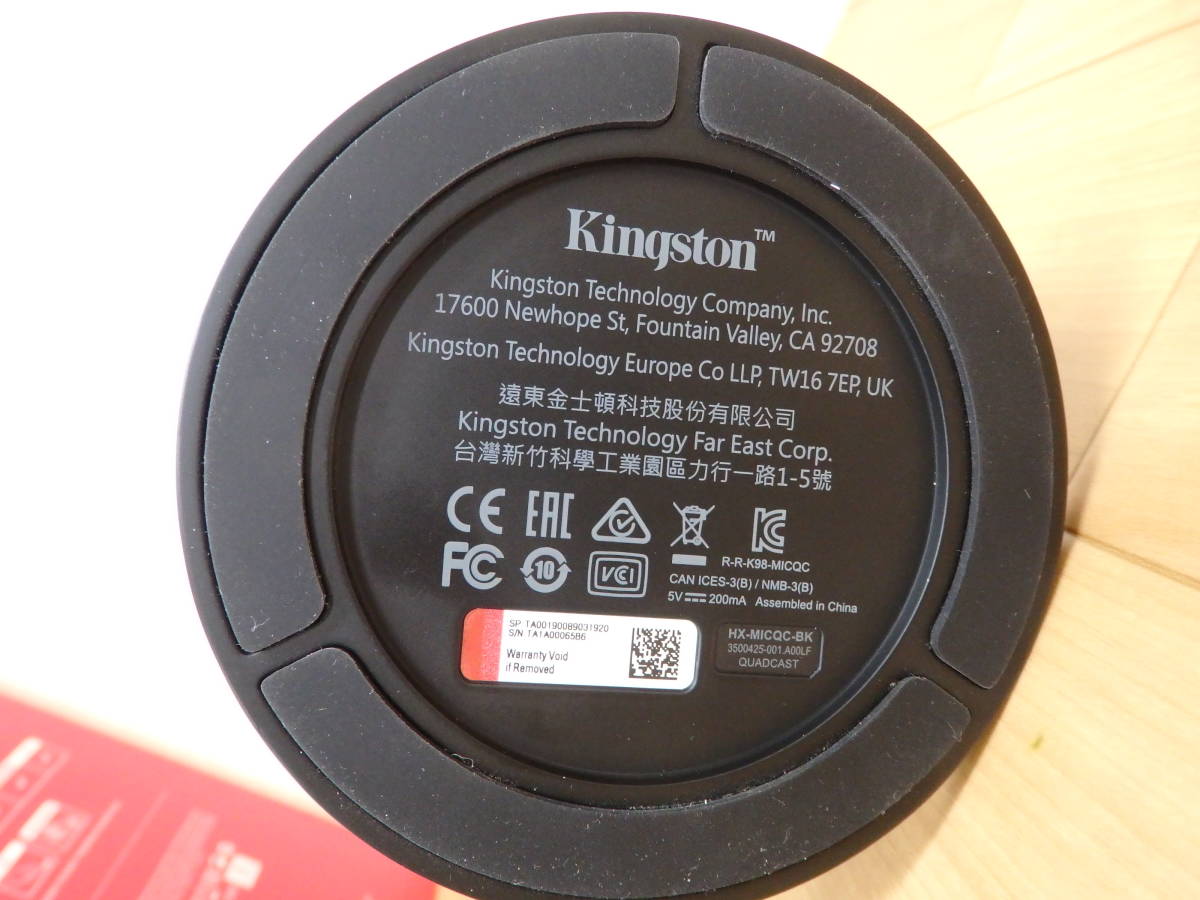 Kingston™
Kingston Technology Company, Inc.
17600 Newhope St, Fountain Valley, CA 92708
Kingston Technology Europe Co LLP, TW16 7EP, UK
遠東金士頓科技股份有限公司
Kingston Technology Far East Corp.
台灣新竹科學工業園區力行一路1-5號
CE EAC
R-R-K98-MICQC
FC 10 VCI
CAN ICES-3(B) / NMB-3(B)
5V 200mA Assembled in China
SP TA00190089031920
S/N TA1A00065B6
Warranty Void
if Removed
HX-MICQC-BK
3500425-001.A00LF
QUADCAST